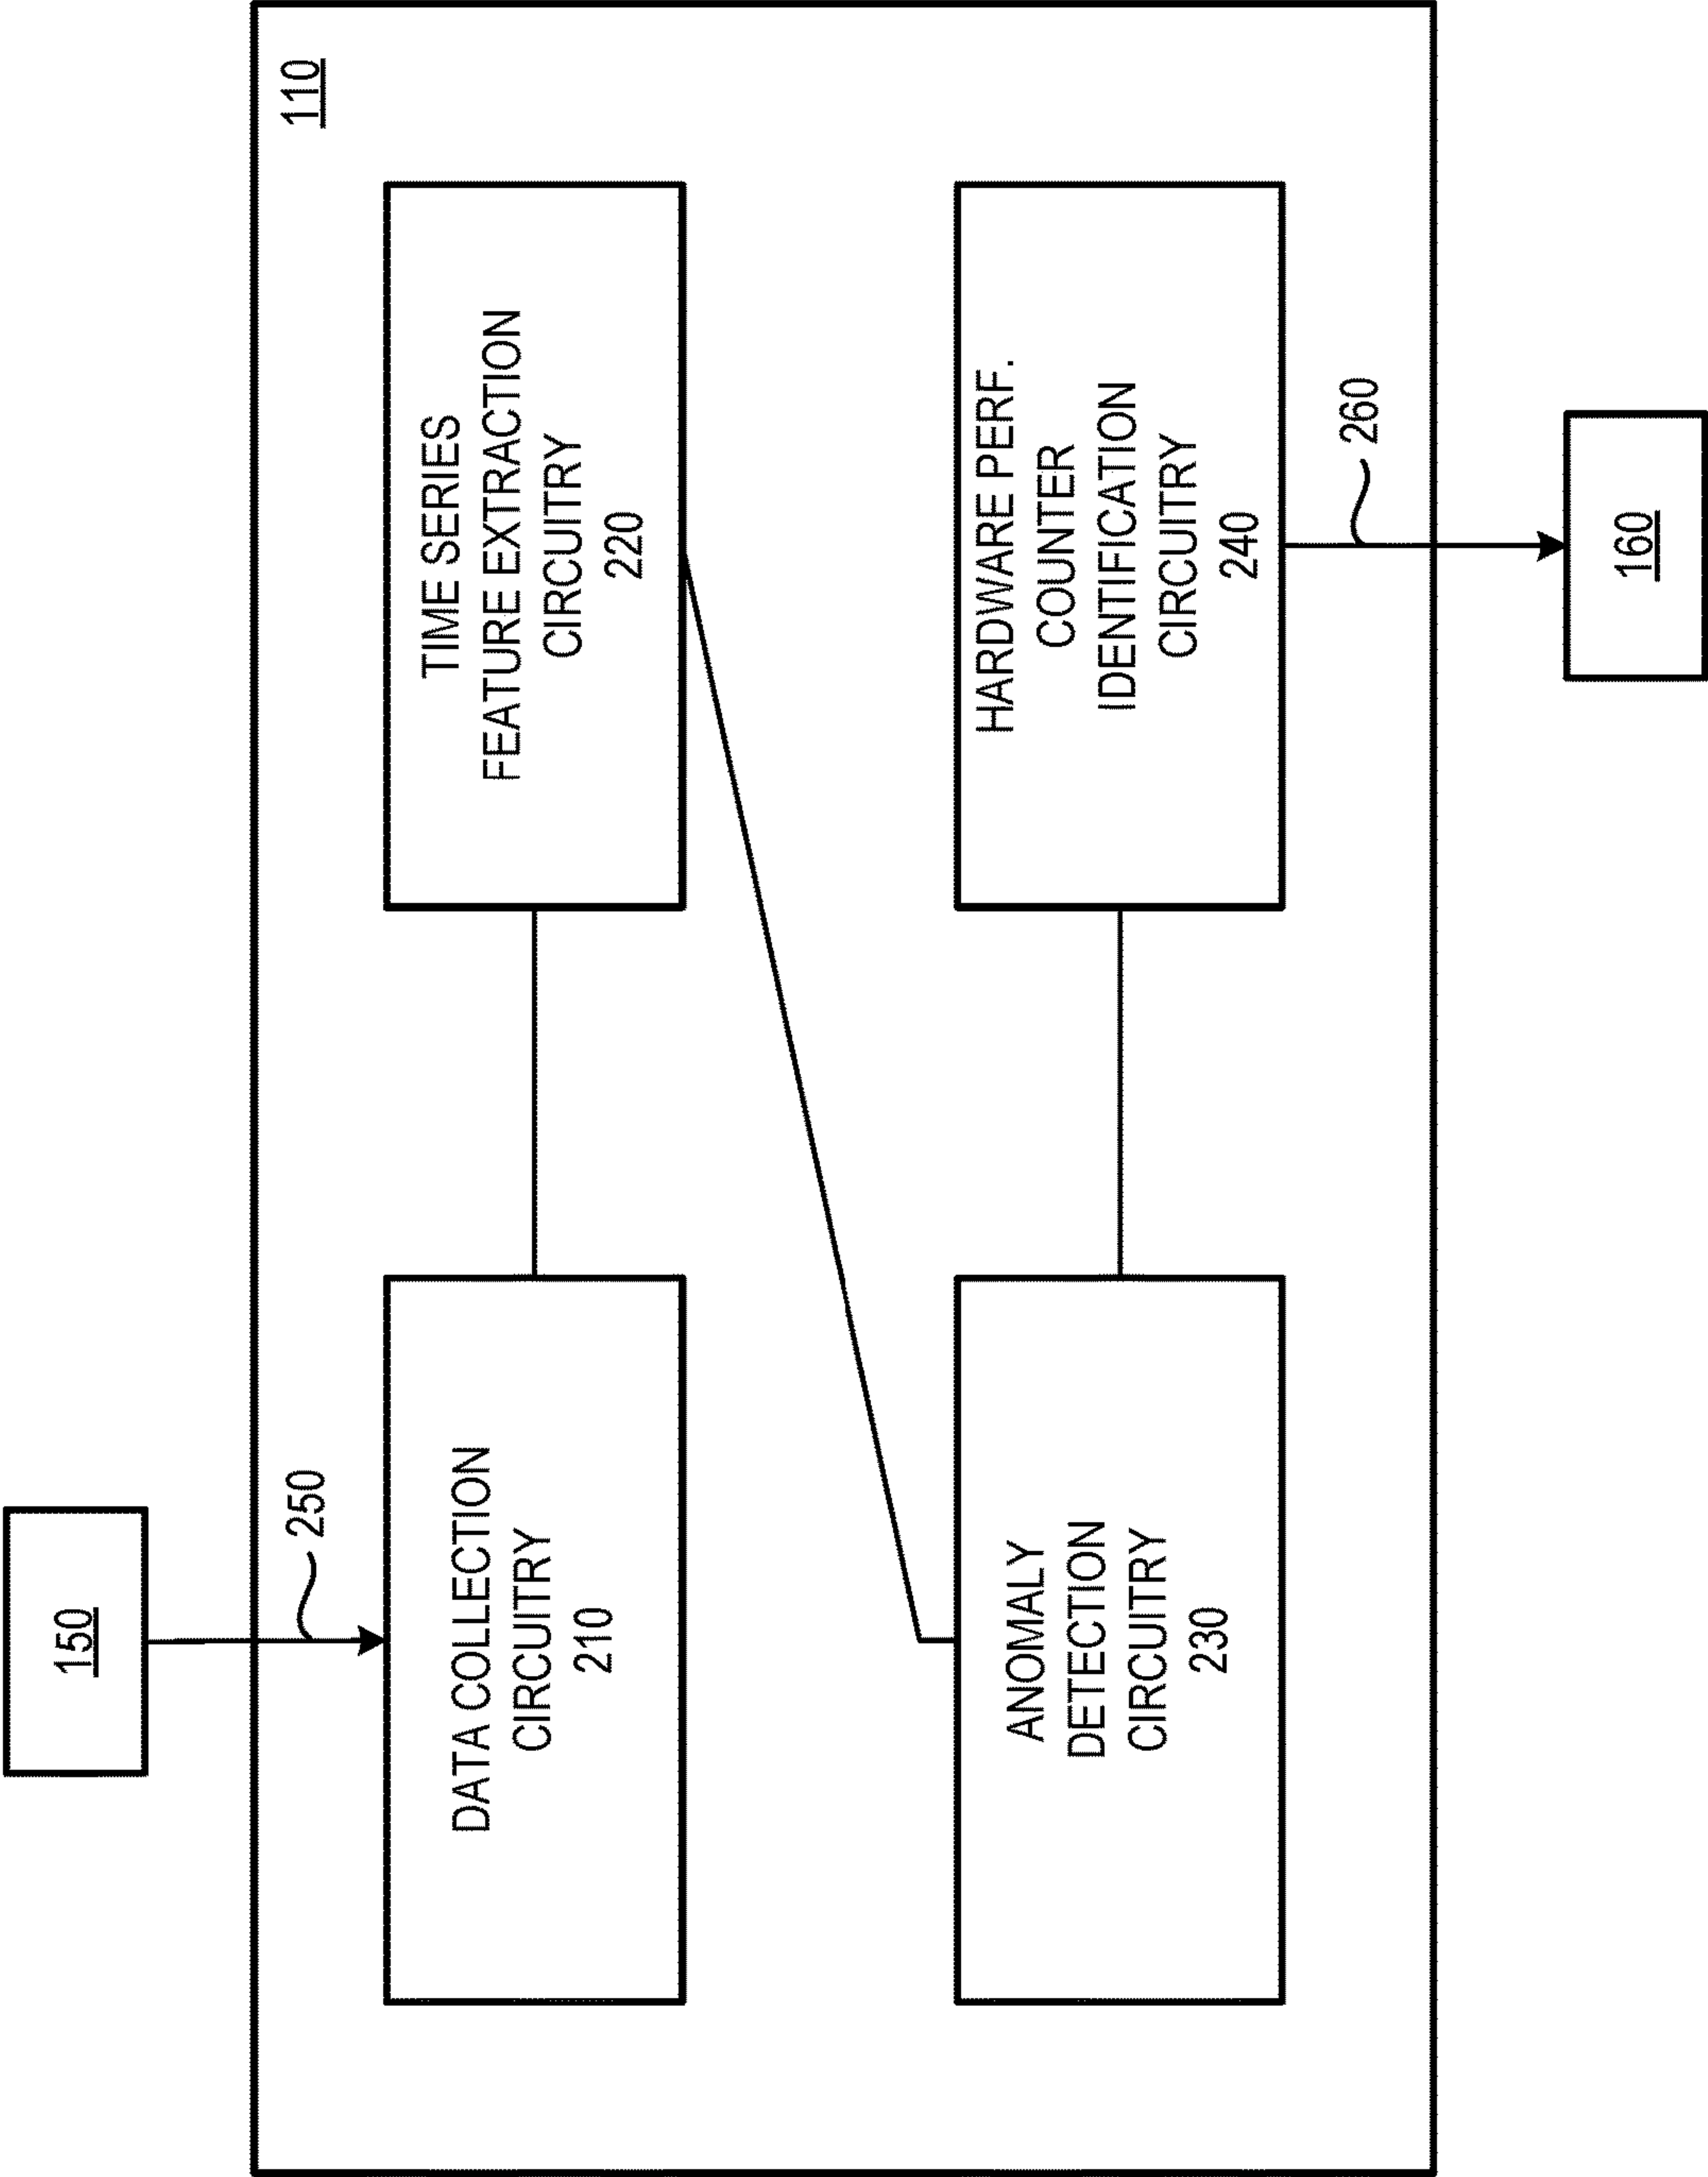 150
250
110
DATA COLLECTION
CIRCUITRY
210
TIME SERIES
FEATURE EXTRACTION
CIRCUITRY
220
ANOMALY
DETECTION
CIRCUITRY
230
HARDWARE PERF.
COUNTER
IDENTIFICATION
CIRCUITRY
240
260
160